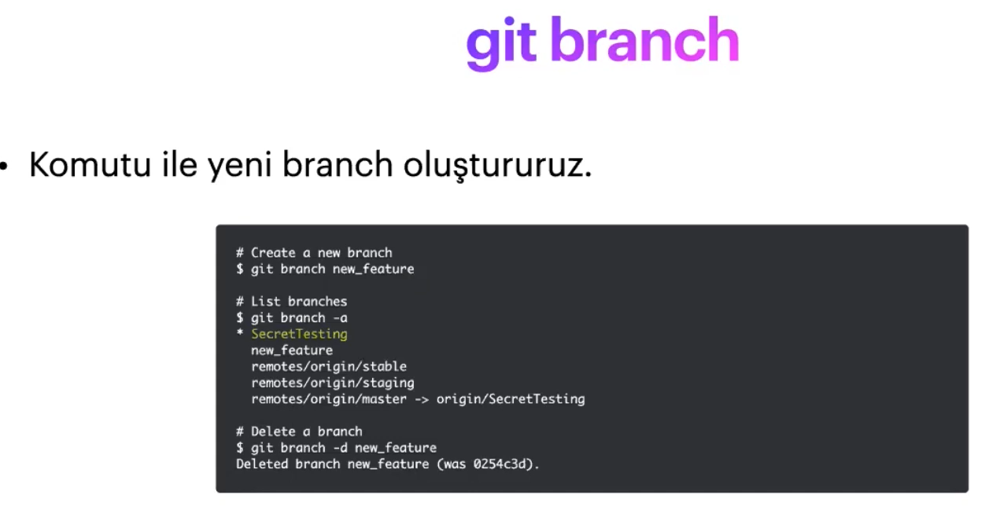 git branch
• Komutu ile yeni branch oluştururuz.
# Create a new branch
$ git branch new_feature
# List branches
$ git branch -a
* SecretTesting
new_feature
remotes/origin/stable
remotes/origin/staging
remotes/origin/master -> origin/SecretTesting
# Delete a branch
$ git branch -d new_feature
Deleted branch new_feature (was 0254c3d).